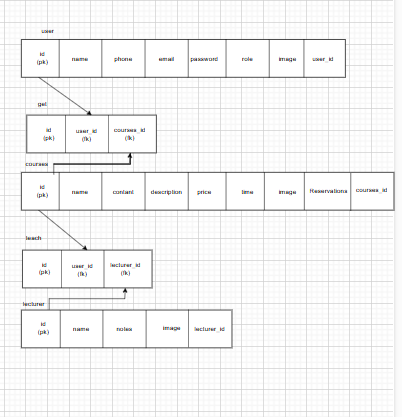 user
id (pk) name phone email password role image user_id
get
id (pk) user_id (fk) courses_id (fk)
courses
id (pk) name contant description price time image Reservations courses_id
teach
id (pk) user_id (fk) lecturer_id (fk)
lecturer
id (pk) name notes image lecturer_id